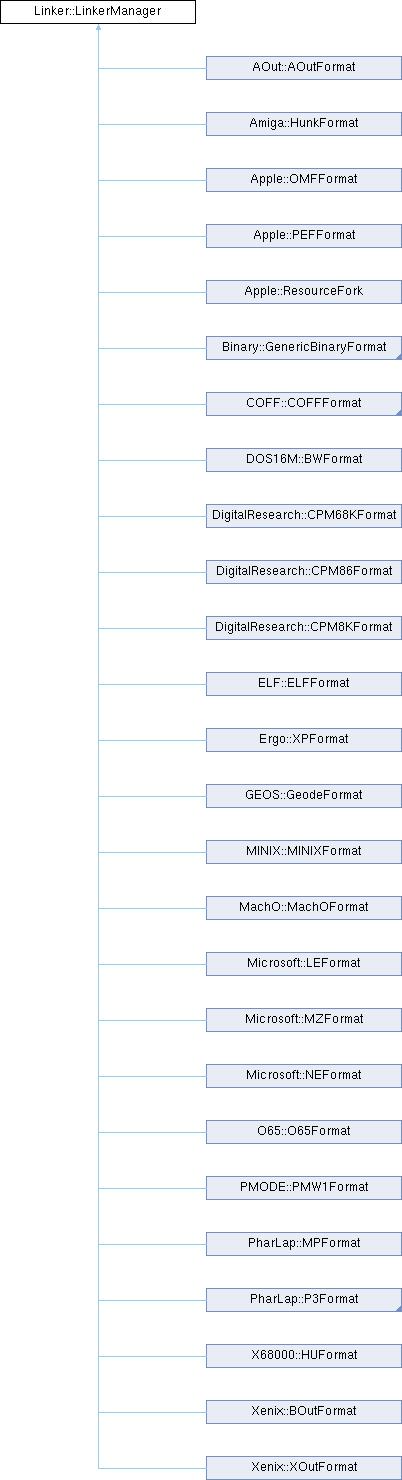 Linker::LinkerManager
AOut::AOutFormat
Amiga::HunkFormat
Apple::OMFFormat
Apple::PEFFormat
Apple::ResourceFork
Binary::GenericBinaryFormat
COFF::COFFFormat
DOS16M::BWFormat
DigitalResearch::CPM68KFormat
DigitalResearch::CPM86Format
DigitalResearch::CPM8KFormat
ELF::ELFFormat
Ergo::XPFormat
GEOS::GeodeFormat
MINIX::MINIXFormat
MachO::MachOFormat
Microsoft::LEFormat
Microsoft::MZFormat
Microsoft::NEFormat
O65::O65Format
PMODE::PMW1Format
PharLap::MPFormat
PharLap::P3Format
X68000::HUFormat
Xenix::BOutFormat
Xenix::XOutFormat